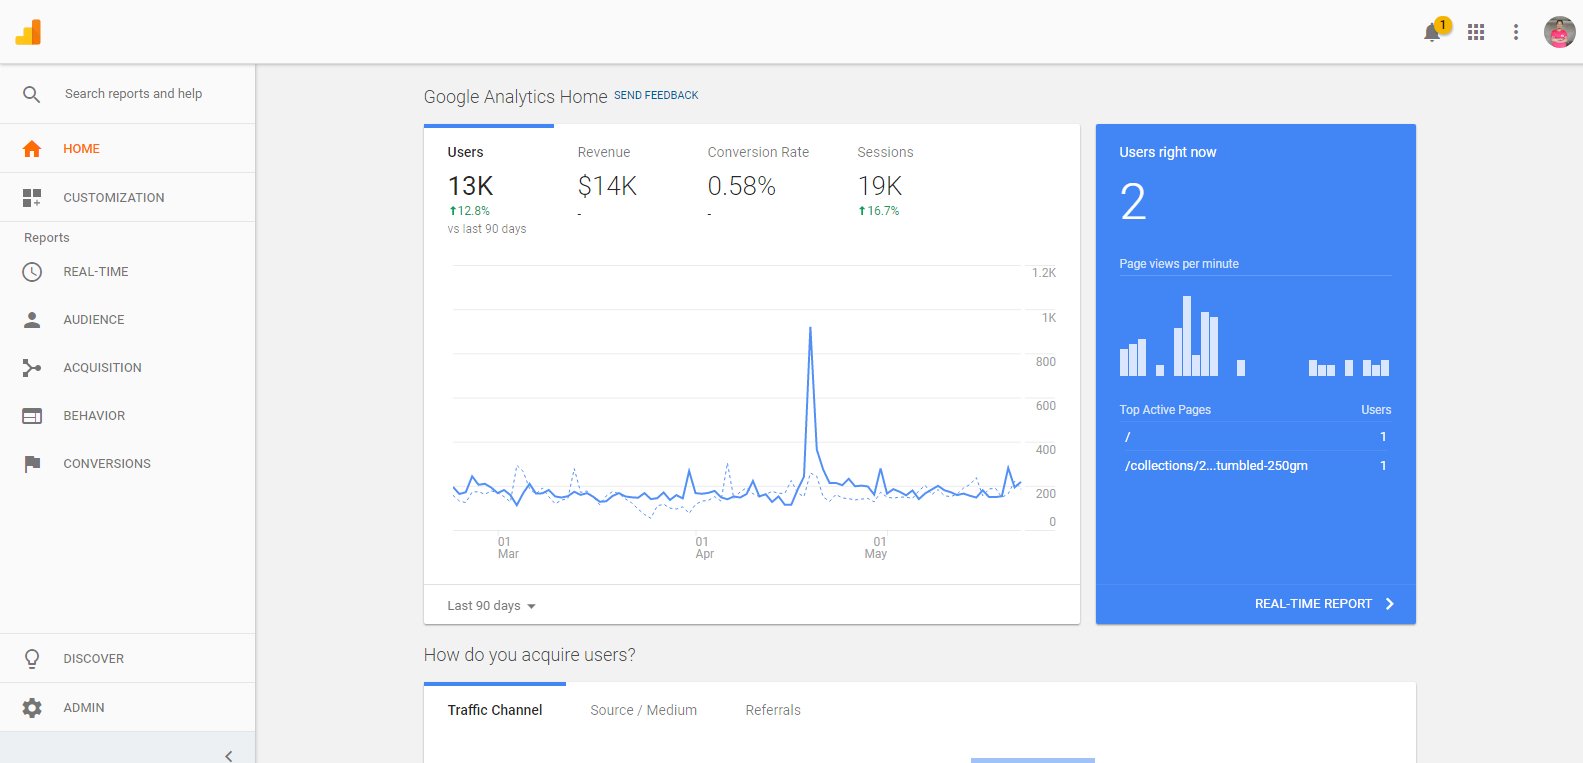 1
Search reports and help
HOME
CUSTOMIZATION
Reports
REAL-TIME
AUDIENCE
ACQUISITION
BEHAVIOR
CONVERSIONS
DISCOVER
ADMIN
Google Analytics Home SEND FEEDBACK
Users Revenue Conversion Rate Sessions
13K $14K 0.58% 19K
12.8% - - 16.7%
vs last 90 days
1.2K
1K
800
600
400
200
0
01 01 01
Mar Apr May
Last 90 days
Users right now
2
Page views per minute
Top Active Pages Users
/ 1
/collections/2...tumbled-250gm 1
REAL-TIME REPORT
How do you acquire users?
Traffic Channel Source / Medium Referrals